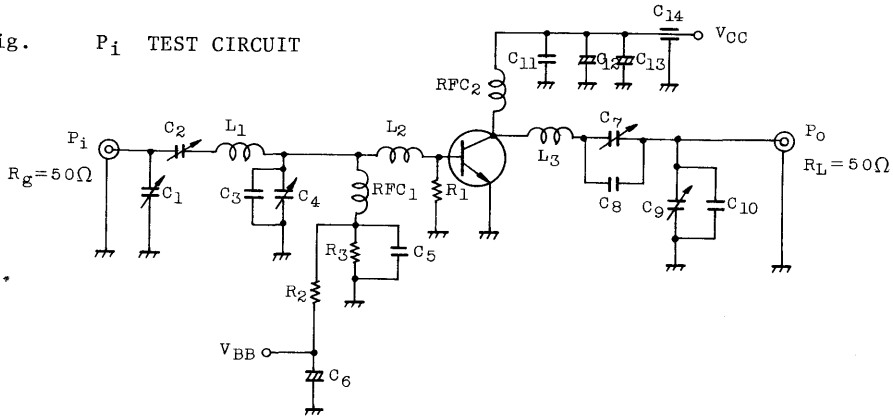 ig. Pi TEST CIRCUIT
C14
VCC
C11
C12
C13
RFC2
Pi
C2
L1
L2
C7
Po
Rg=50Ω
L3
RL=50Ω
C1
C3
C4
RFC1
R1
C8
C9
C10
R3
C5
R2
VBB
C6